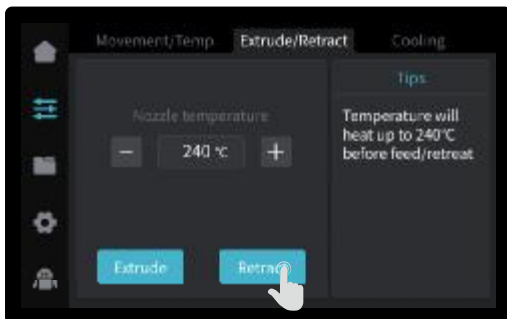 Movement/Temp Extrude/Retract Cooling
Tips
Nozzle temperature
Temperature will
heat up to 240℃
before feed/retreat
− 240 ℃ +
Extrude Retract